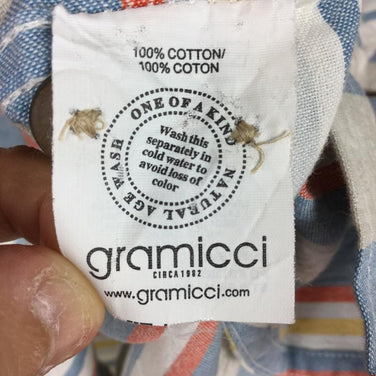 100% COTTON/
100% COTON
ONE OF A KIND NATURAL AGE WASH
Wash this
separately in
cold water to
avoid loss of
color
gramicci
CIRCA 1982
www.gramicci.com